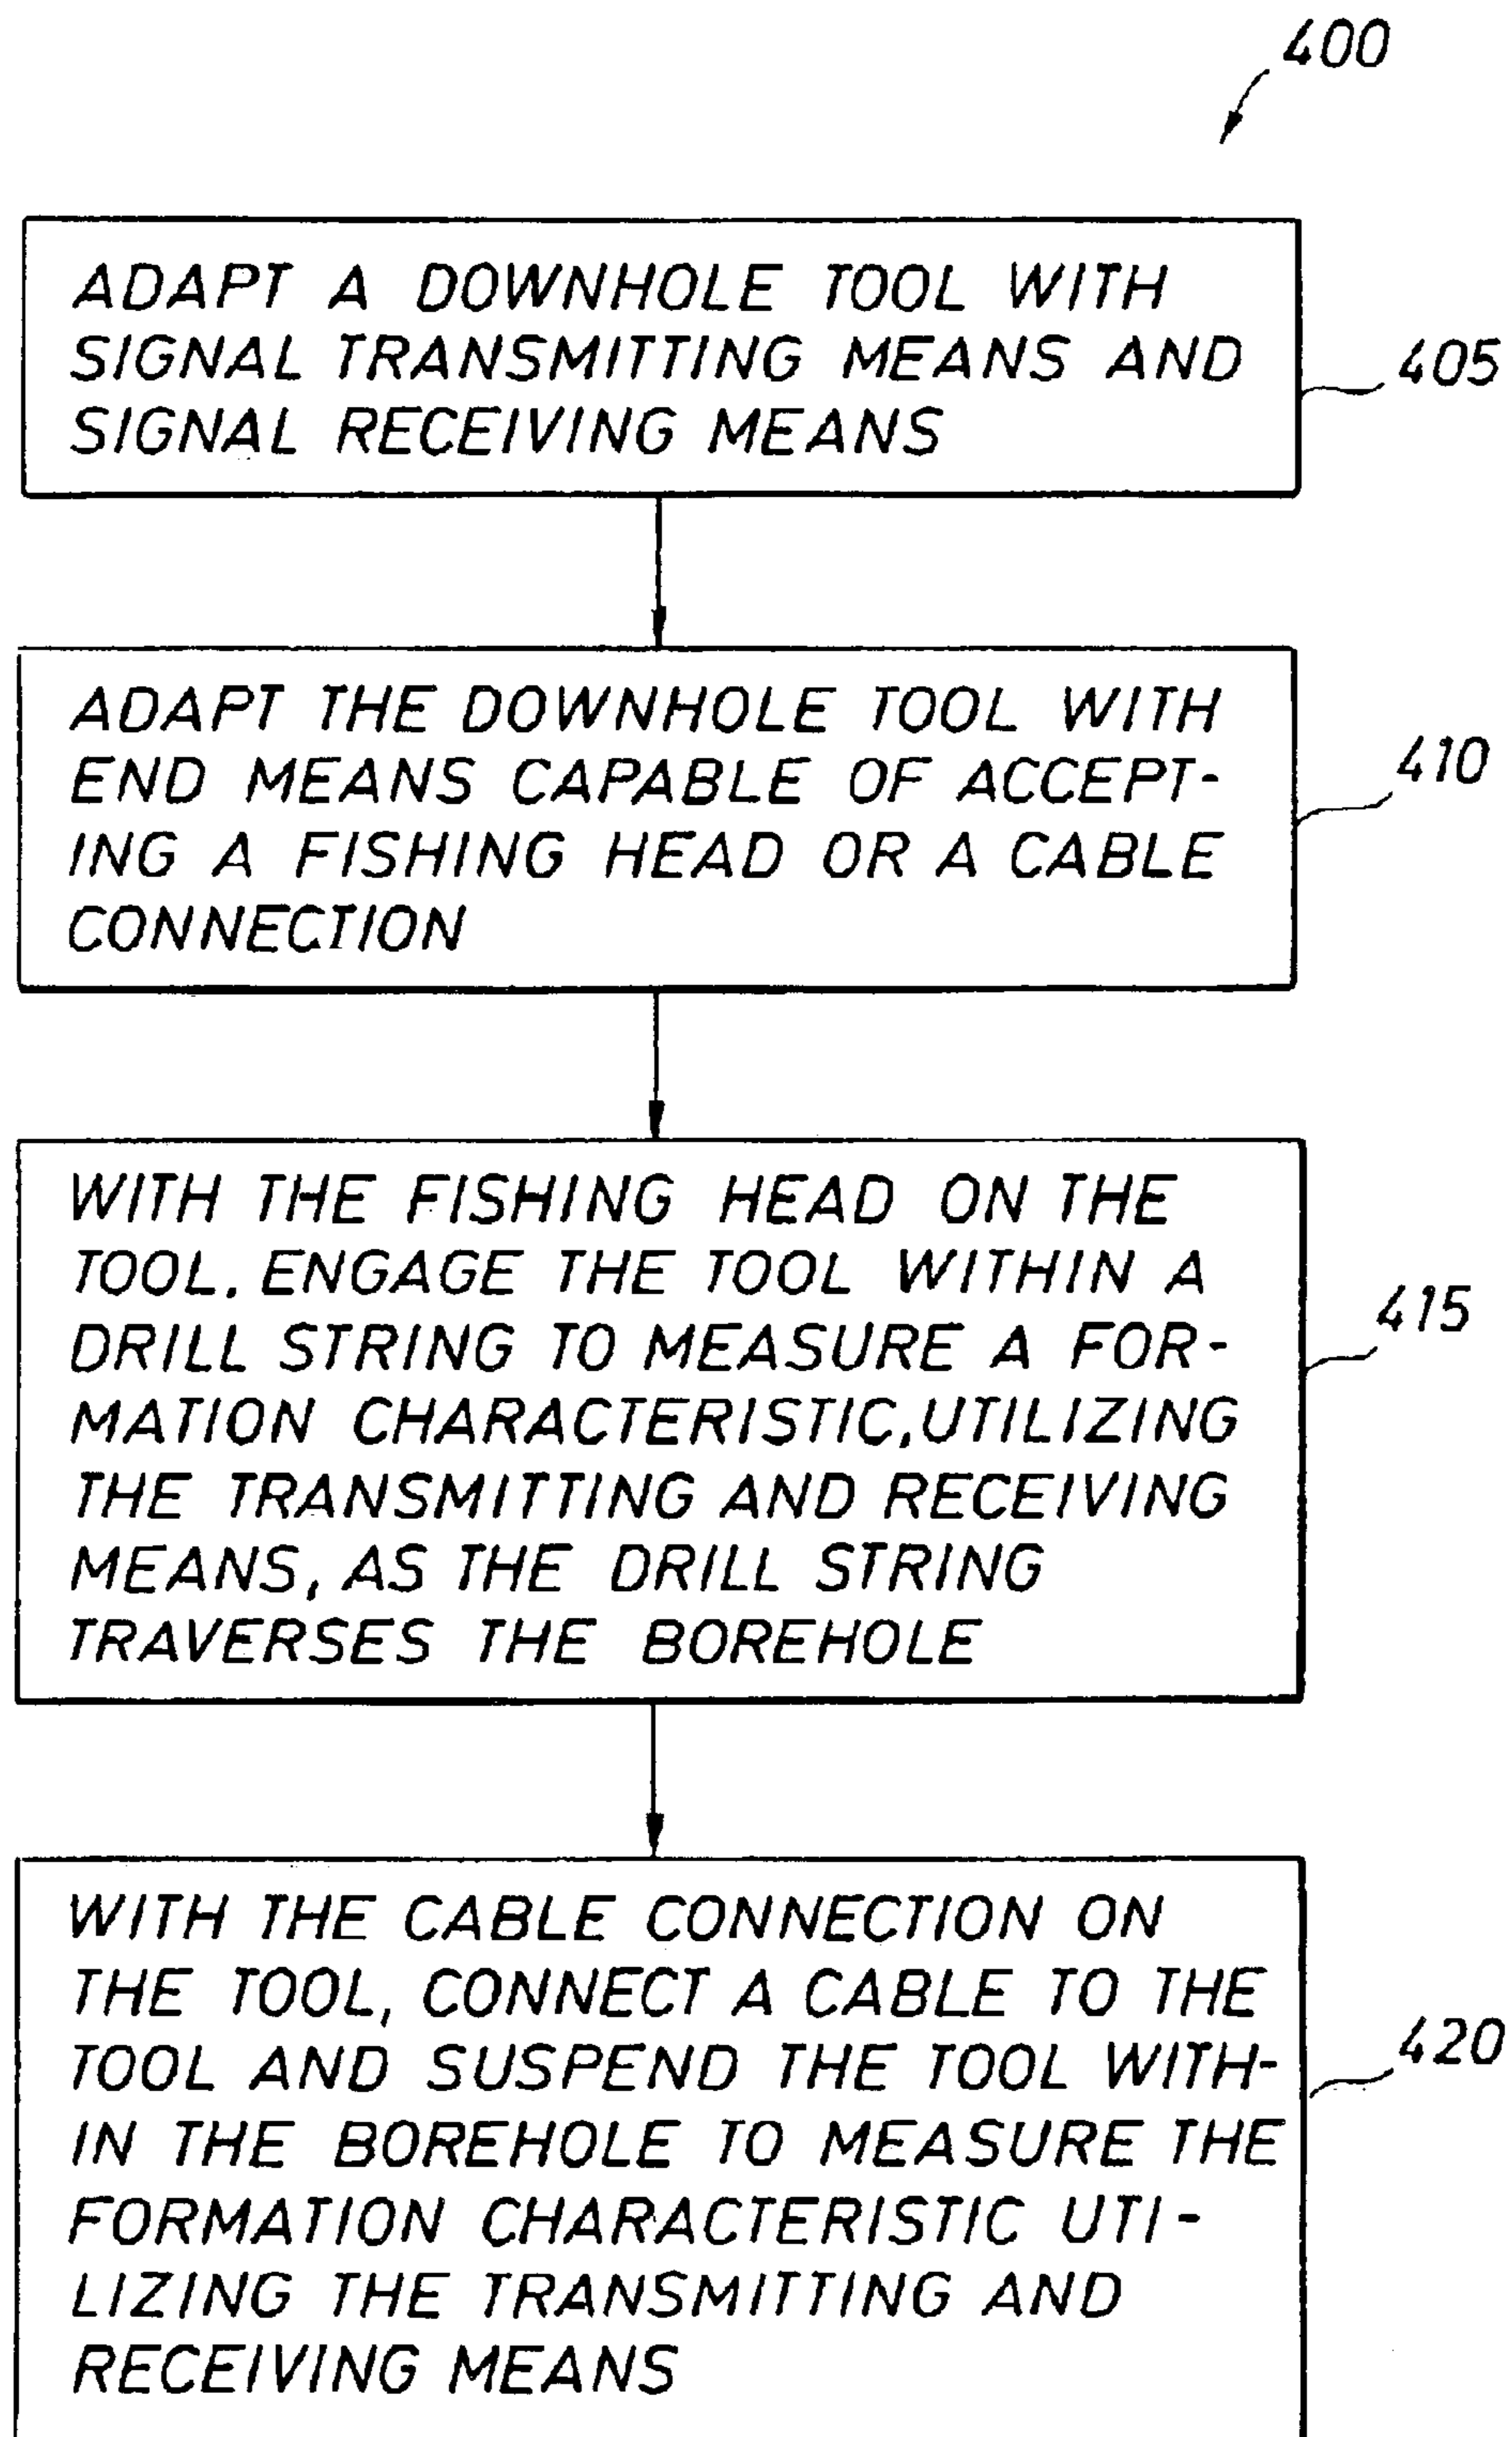 400
ADAPT A DOWNHOLE TOOL WITH
SIGNAL TRANSMITTING MEANS AND
SIGNAL RECEIVING MEANS
405
ADAPT THE DOWNHOLE TOOL WITH
END MEANS CAPABLE OF ACCEPT-
ING A FISHING HEAD OR A CABLE
CONNECTION
410
WITH THE FISHING HEAD ON THE
TOOL. ENGAGE THE TOOL WITHIN A
DRILL STRING TO MEASURE A FOR-
MATION CHARACTERISTIC, UTILIZING
THE TRANSMITTING AND RECEIVING
MEANS, AS THE DRILL STRING
TRAVERSES THE BOREHOLE
415
WITH THE CABLE CONNECTION ON
THE TOOL, CONNECT A CABLE TO THE
TOOL AND SUSPEND THE TOOL WITH-
IN THE BOREHOLE TO MEASURE THE
FORMATION CHARACTERISTIC UTI-
LIZING THE TRANSMITTING AND
RECEIVING MEANS
420